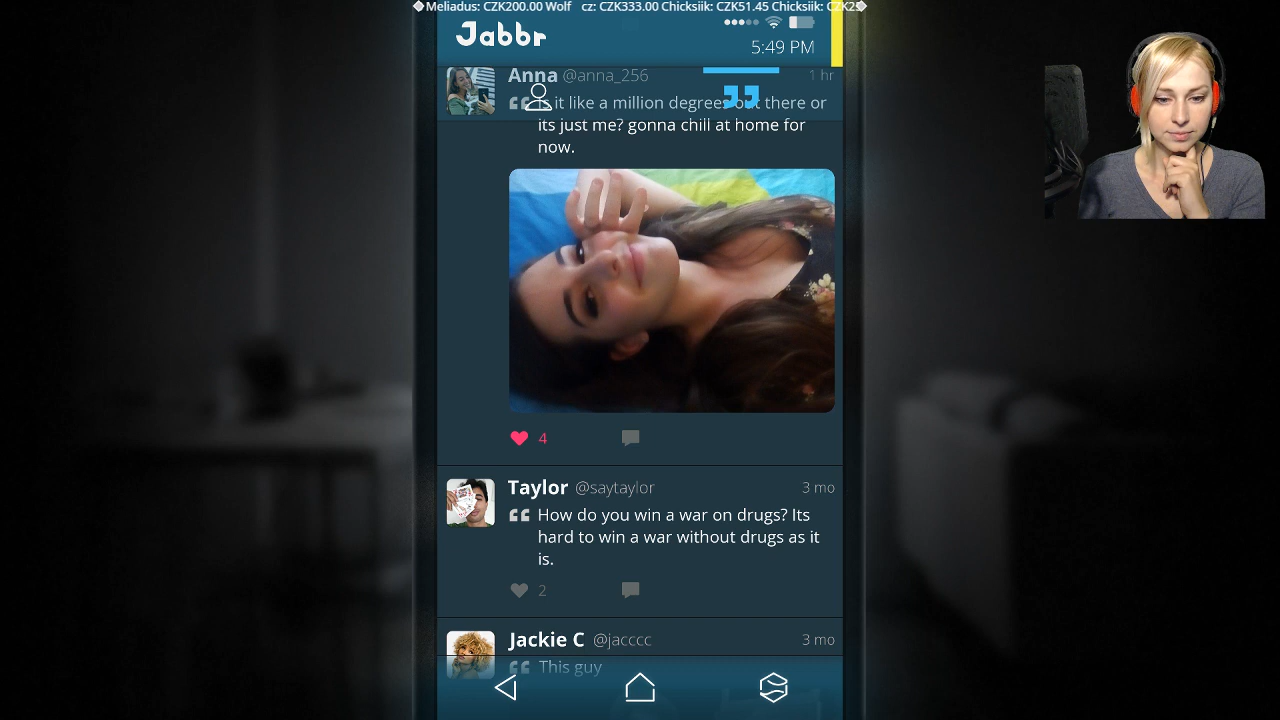 Meliadus: CZK200.00 Wolf cz: CZK333.00 Chicksiik: CZK51.45 Chicksiik:
Jabbr
5:49 PM
Anna @anna_256 1 hr
it like a million degrees out there or
its just me? gonna chill at home for
now.
4
Taylor @saytaylor 3 mo
How do you win a war on drugs? Its
hard to win a war without drugs as it
is.
2
Jackie C @jacccc 3 mo
This guy